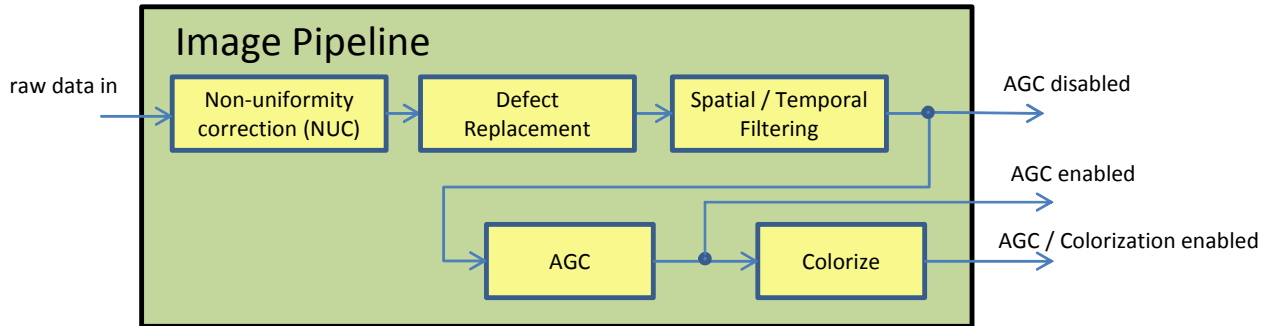 Image Pipeline
raw data in
Non-uniformity
correction (NUC)
Defect
Replacement
Spatial / Temporal
Filtering
AGC disabled
AGC enabled
AGC
Colorize
AGC / Colorization enabled